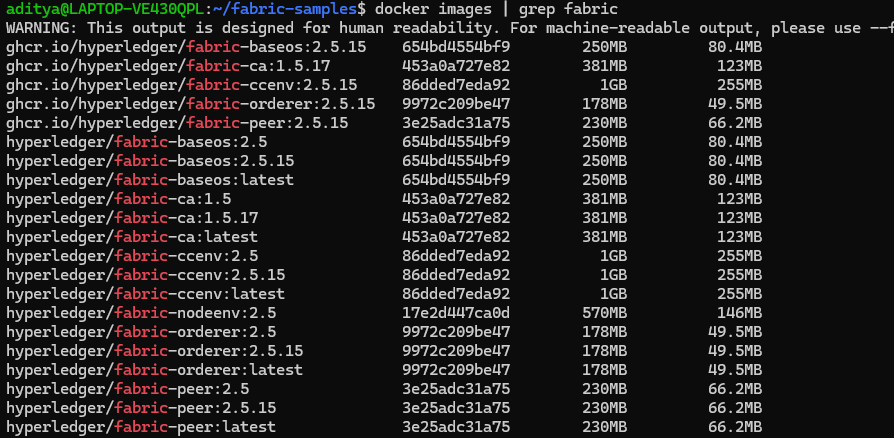 aditya@LAPTOP-VE430QPL:~/fabric-samples$ docker images | grep fabric
WARNING: This output is designed for human readability. For machine-readable output, please use --f
ghcr.io/hyperledger/fabric-baseos:2.5.15 654bd4554bf9 250MB 80.4MB
ghcr.io/hyperledger/fabric-ca:1.5.17 453a0a727e82 381MB 123MB
ghcr.io/hyperledger/fabric-ccenv:2.5.15 86dded7eda92 1GB 255MB
ghcr.io/hyperledger/fabric-orderer:2.5.15 9972c209be47 178MB 49.5MB
ghcr.io/hyperledger/fabric-peer:2.5.15 3e25adc31a75 230MB 66.2MB
hyperledger/fabric-baseos:2.5 654bd4554bf9 250MB 80.4MB
hyperledger/fabric-baseos:2.5.15 654bd4554bf9 250MB 80.4MB
hyperledger/fabric-baseos:latest 654bd4554bf9 250MB 80.4MB
hyperledger/fabric-ca:1.5 453a0a727e82 381MB 123MB
hyperledger/fabric-ca:1.5.17 453a0a727e82 381MB 123MB
hyperledger/fabric-ca:latest 453a0a727e82 381MB 123MB
hyperledger/fabric-ccenv:2.5 86dded7eda92 1GB 255MB
hyperledger/fabric-ccenv:2.5.15 86dded7eda92 1GB 255MB
hyperledger/fabric-ccenv:latest 86dded7eda92 1GB 255MB
hyperledger/fabric-nodeenv:2.5 17e2d447ca0d 570MB 146MB
hyperledger/fabric-orderer:2.5 9972c209be47 178MB 49.5MB
hyperledger/fabric-orderer:2.5.15 9972c209be47 178MB 49.5MB
hyperledger/fabric-orderer:latest 9972c209be47 178MB 49.5MB
hyperledger/fabric-peer:2.5 3e25adc31a75 230MB 66.2MB
hyperledger/fabric-peer:2.5.15 3e25adc31a75 230MB 66.2MB
hyperledger/fabric-peer:latest 3e25adc31a75 230MB 66.2MB